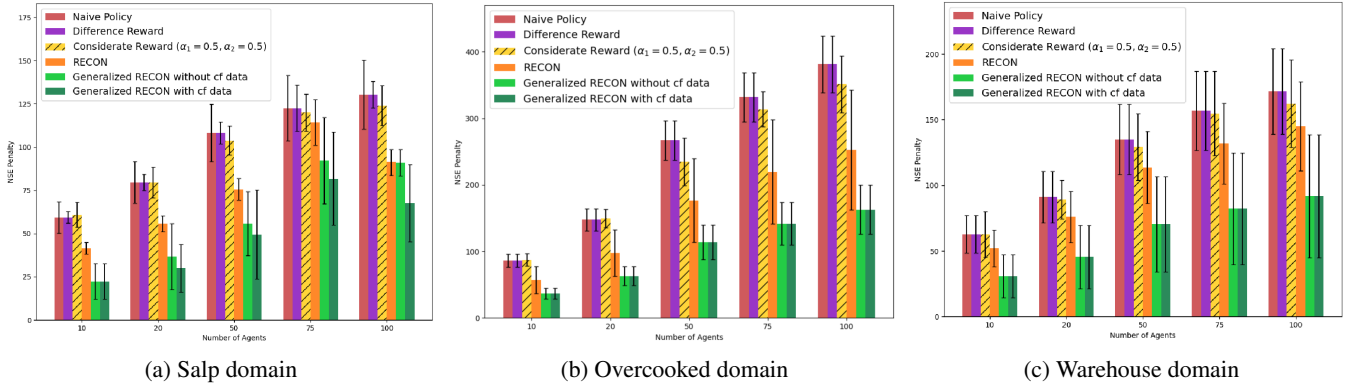 Naive Policy
Difference Reward
Considerate Reward (α₁ = 0.5, α₂ = 0.5)
RECON
Generalized RECON without cf data
Generalized RECON with cf data
175
150
125
100
75
50
25
0
NSE Penalty
10 20 50 75 100
Number of Agents
(a) Salp domain
Naive Policy
Difference Reward
Considerate Reward (α₁ = 0.5, α₂ = 0.5)
RECON
Generalized RECON without cf data
Generalized RECON with cf data
400
300
200
100
0
NSE Penalty
10 20 50 75 100
Number of Agents
(b) Overcooked domain
Naive Policy
Difference Reward
Considerate Reward (α₁ = 0.5, α₂ = 0.5)
RECON
Generalized RECON without cf data
Generalized RECON with cf data
200
150
100
50
0
NSE Penalty
10 20 50 75 100
Number of Agents
(c) Warehouse domain